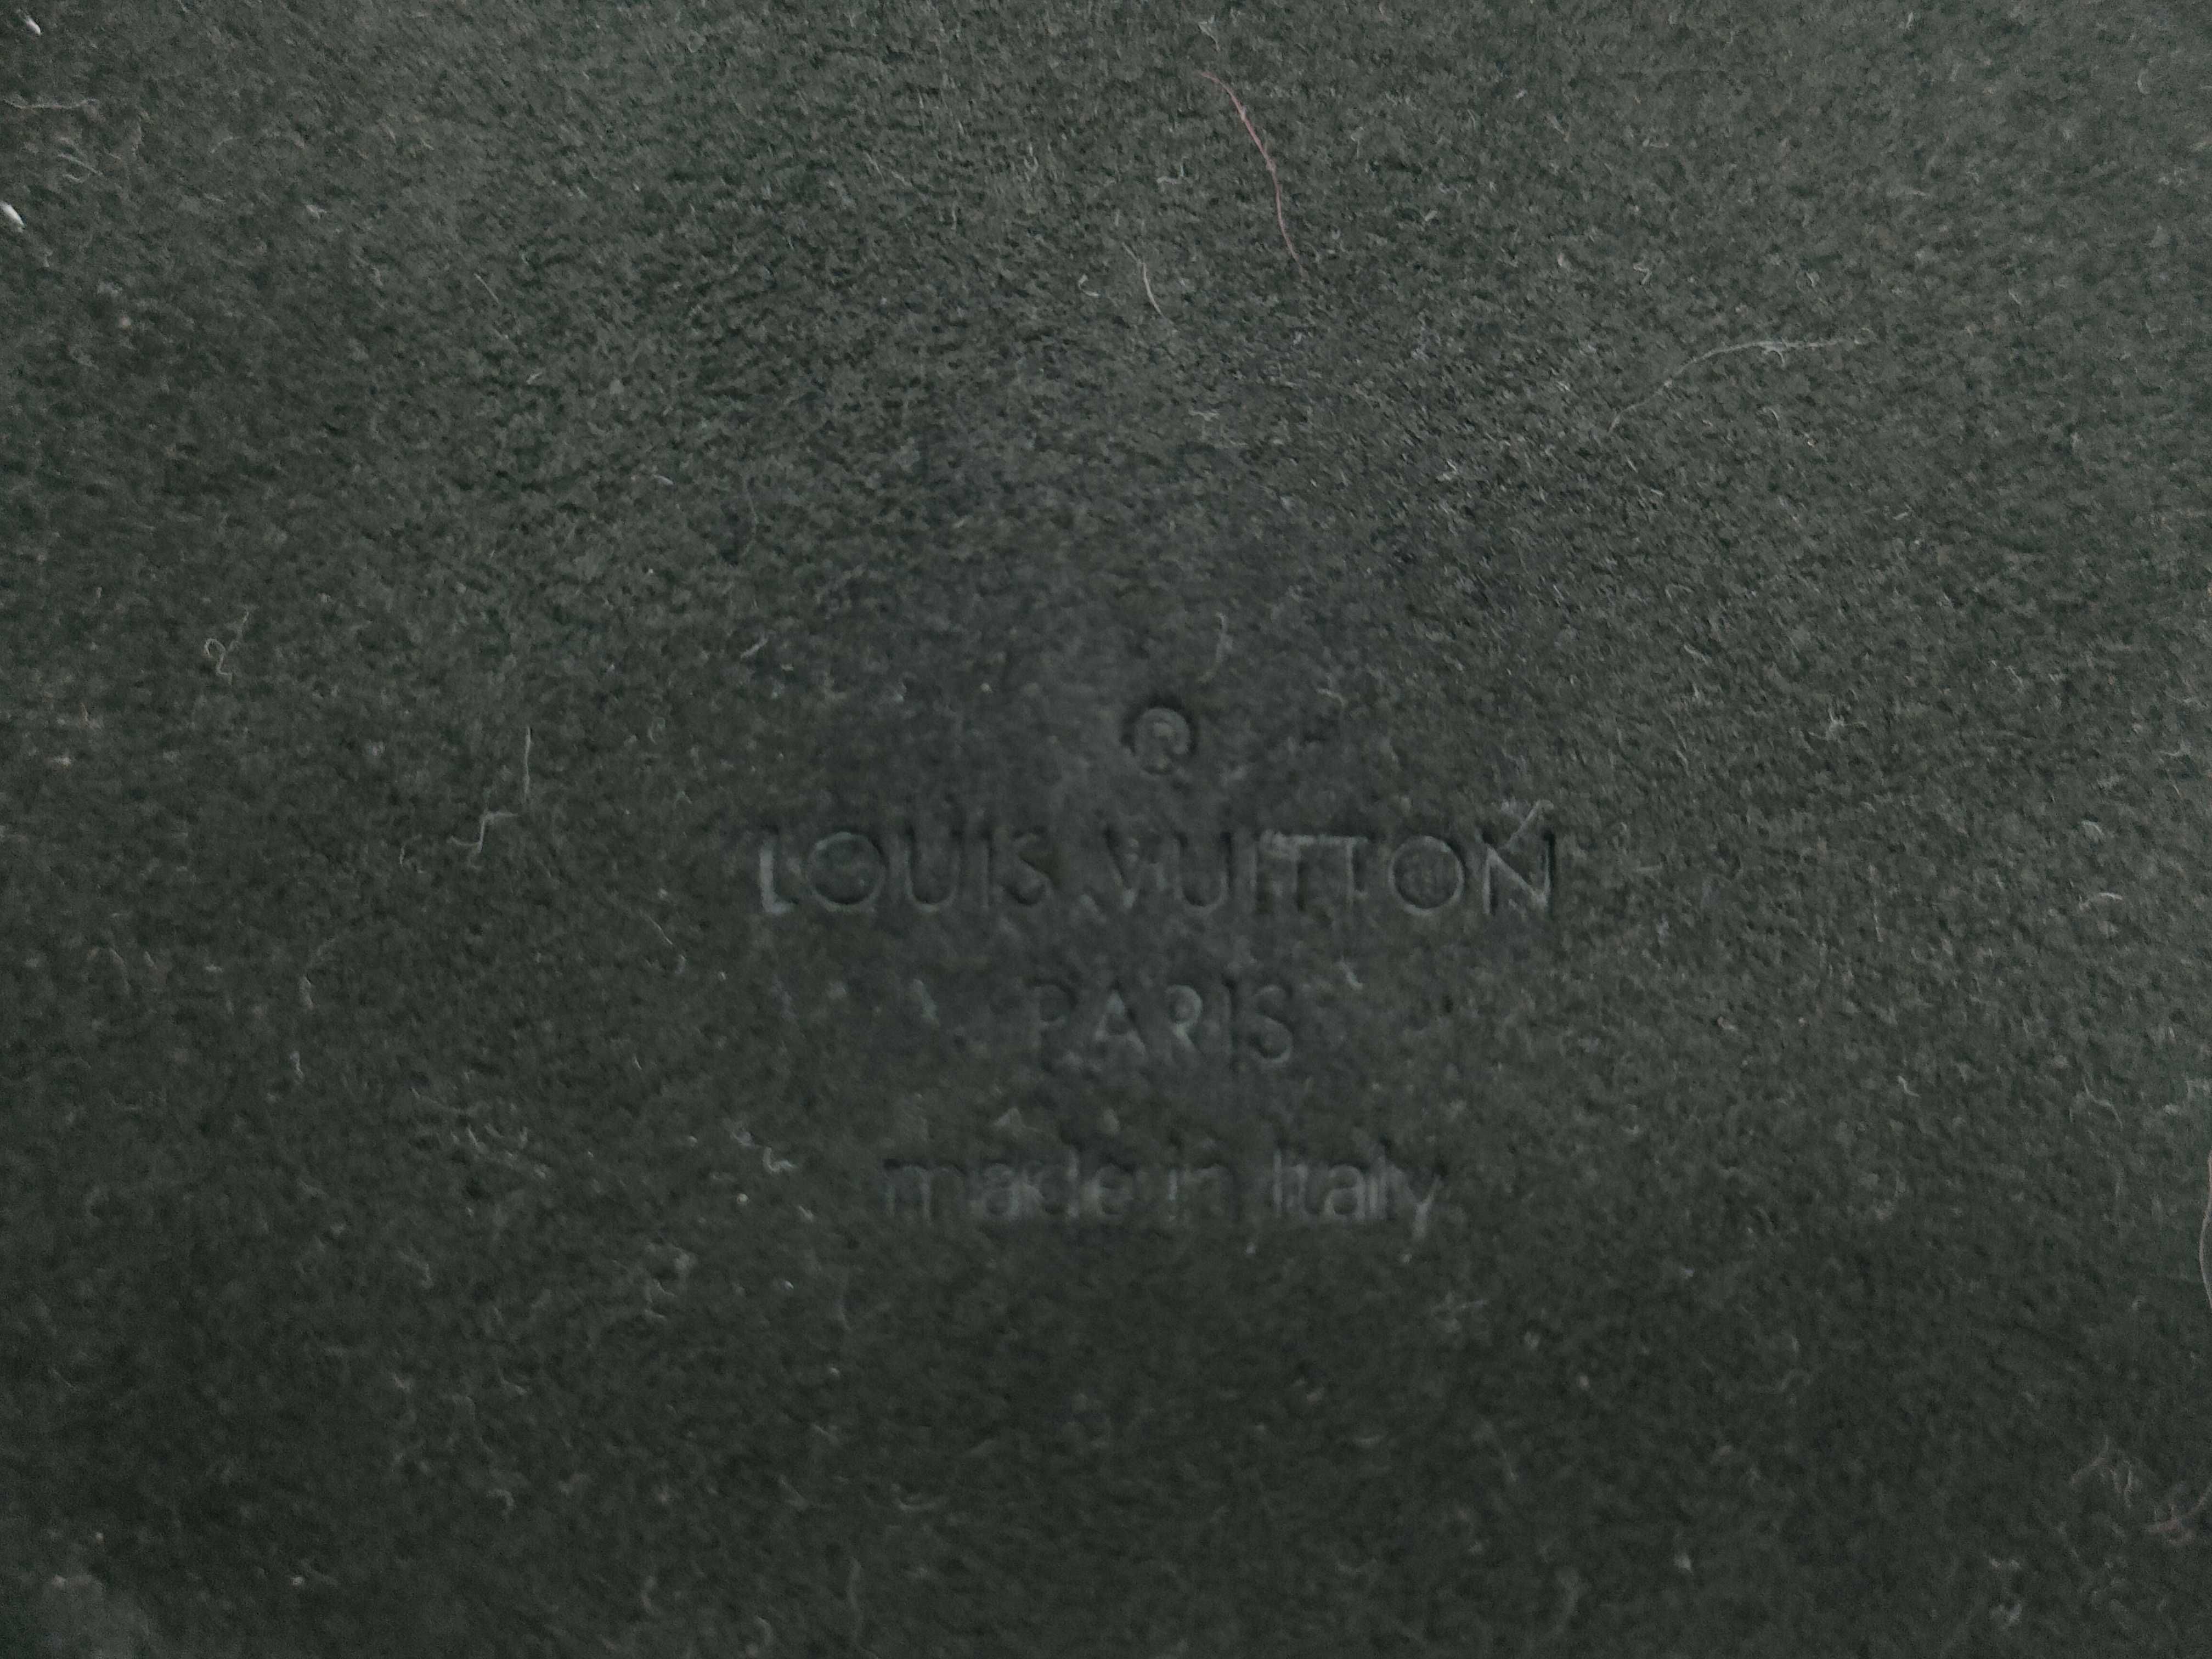 ®
LOUIS VUITTON
PARIS
made in Italy